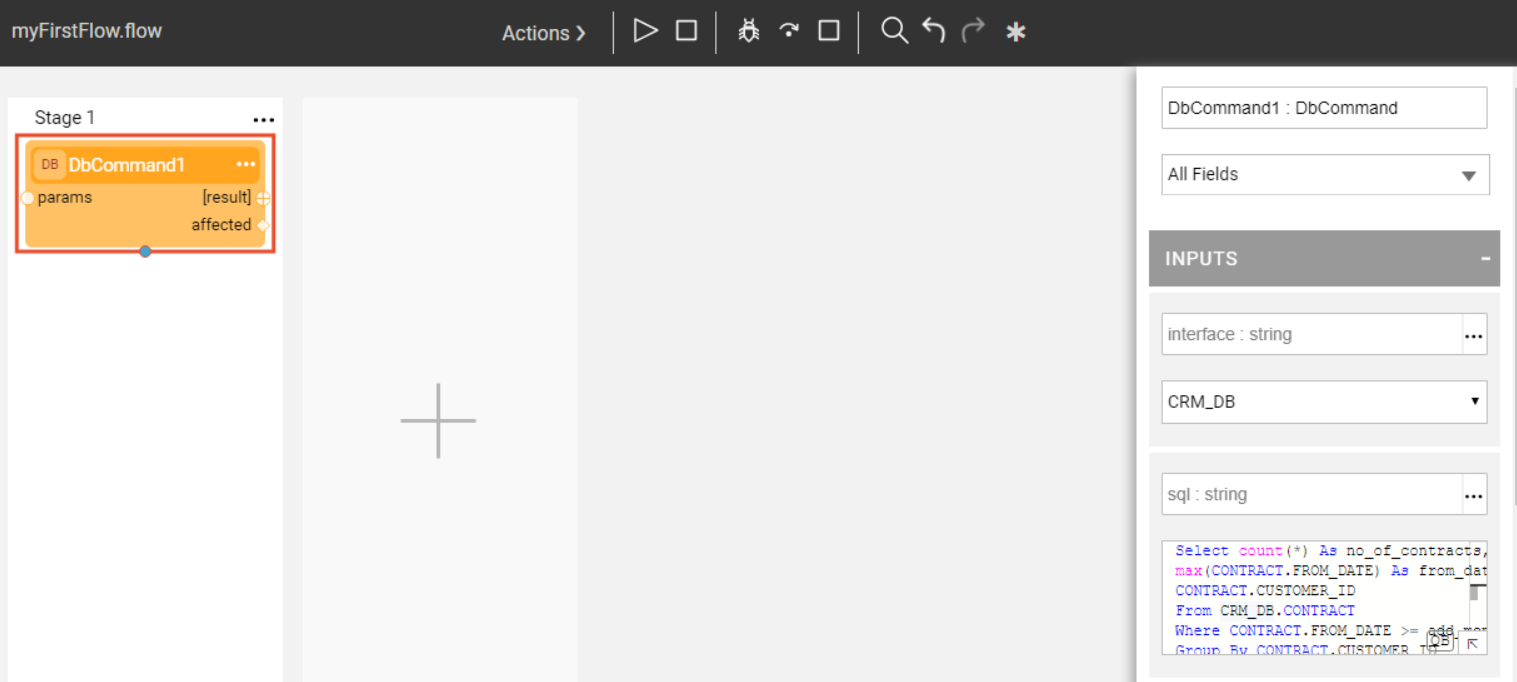 myFirstFlow.flow
Actions
Stage 1
DB DbCommand1
params [result]
affected
DbCommand1 : DbCommand
All Fields
INPUTS
interface : string
CRM_DB
sql : string
Select count(*) As no_of_contracts,
max(CONTRACT.FROM_DATE) As from_dat
CONTRACT.CUSTOMER_ID
From CRM_DB.CONTRACT
Where CONTRACT.FROM_DATE >=
QB
Group By CONTRACT.CUSTOMER_ID